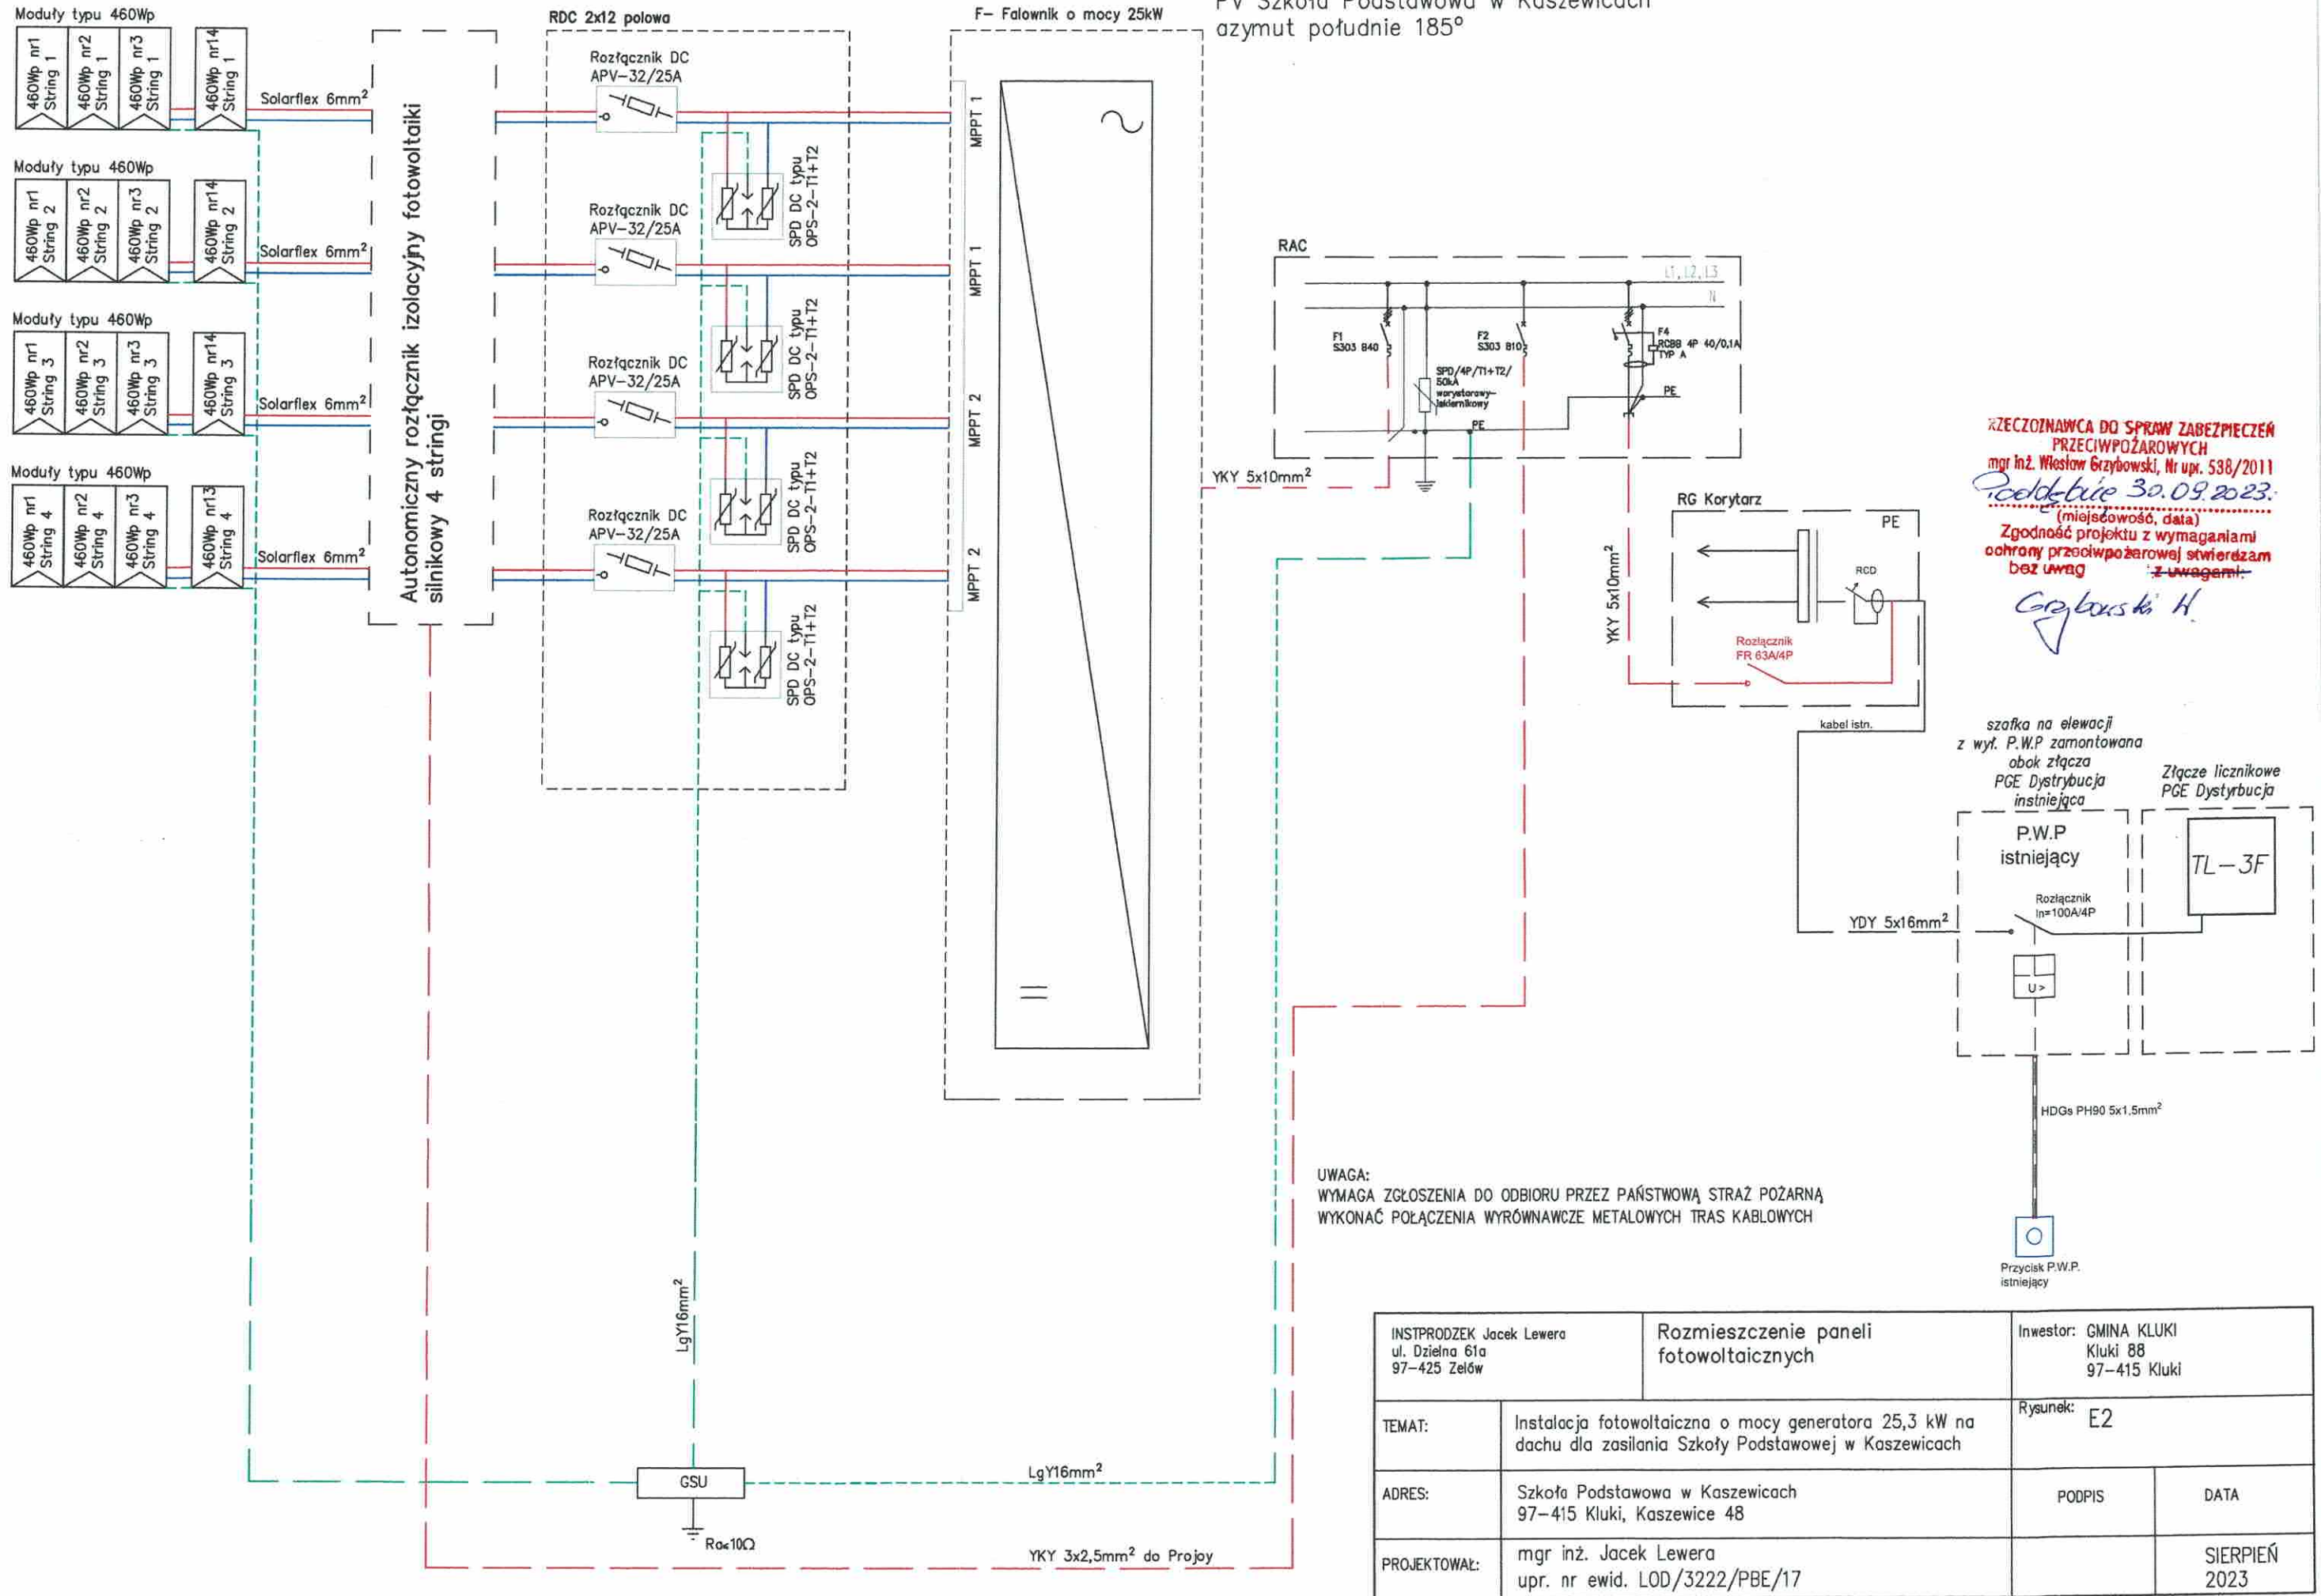 PV Szkoła Podstawowa w Kaszewicach
azymut południe 185°
Moduły typu 460Wp
460Wp nr1
String 1
460Wp nr2
String 1
460Wp nr3
String 1
460Wp nr14
String 1
Solarflex 6mm²
Moduły typu 460Wp
460Wp nr1
String 2
460Wp nr2
String 2
460Wp nr3
String 2
460Wp nr14
String 2
Solarflex 6mm²
Moduły typu 460Wp
460Wp nr1
String 3
460Wp nr2
String 3
460Wp nr3
String 3
460Wp nr14
String 3
Solarflex 6mm²
Moduły typu 460Wp
460Wp nr1
String 4
460Wp nr2
String 4
460Wp nr3
String 4
460Wp nr13
String 4
Solarflex 6mm²
Autonomiczny rozłącznik izolacyjny fotowoltaiki
silnikowy 4 stringi
RDC 2x12 polowa
Rozłącznik DC
APV-32/25A
SPD DC typu
OPS-2-T1+T2
Rozłącznik DC
APV-32/25A
SPD DC typu
OPS-2-T1+T2
Rozłącznik DC
APV-32/25A
SPD DC typu
OPS-2-T1+T2
Rozłącznik DC
APV-32/25A
SPD DC typu
OPS-2-T1+T2
F- Falownik o mocy 25kW
MPPT 1
MPPT 1
MPPT 2
MPPT 2
RAC
L1, L2, L3
N
F1
S303 B40
SPD/4P/T1+T2/
50kA
warystorowy-
iskiernikowy
F2
S303 B10
F4
RCBB 4P 40/0,1A
TYP A
PE
PE
YKY 5x10mm²
YKY 5x10mm²
RG Korytarz
PE
RCD
Rozłącznik
FR 63A/4P
kabel istn.
RZECZOZNAWCA DO SPRAW ZABEZPIECZEŃ
PRZECIWPOŻAROWYCH
mgr inż. Wiesław Grzybowski, Nr upr. 538/2011
Poddębice 30.09.2023.
(miejscowość, data)
Zgodność projektu z wymaganiami
ochrony przeciwpożarowej stwierdzam
bez uwag z uwagami:
Grzybowski W.
szafka na elewacji
z wył. P.W.P zamontowana
obok złącza
PGE Dystrybucja
instniejąca
Złącze licznikowe
PGE Dystyrbucja
P.W.P
istniejący
TL-3F
Rozłącznik
In=100A/4P
YDY 5x16mm²
U>
HDGs PH90 5x1,5mm²
Przycisk P.W.P.
istniejący
UWAGA:
WYMAGA ZGŁOSZENIA DO ODBIORU PRZEZ PAŃSTWOWĄ STRAŻ POŻARNĄ
WYKONAĆ POŁĄCZENIA WYRÓWNAWCZE METALOWYCH TRAS KABLOWYCH
LgY16mm²
GSU
LgY16mm²
Ra≤10Ω
YKY 3x2,5mm² do Projoy
INSTPRODZEK Jacek Lewera
ul. Dzielna 61a
97-425 Zelów
Rozmieszczenie paneli
fotowoltaicznych
Inwestor: GMINA KLUKI
Kluki 88
97-415 Kluki
TEMAT:
Instalacja fotowoltaiczna o mocy generatora 25,3 kW na
dachu dla zasilania Szkoły Podstawowej w Kaszewicach
Rysunek: E2
ADRES:
Szkoła Podstawowa w Kaszewicach
97-415 Kluki, Kaszewice 48
PODPIS
DATA
PROJEKTOWAŁ:
mgr inż. Jacek Lewera
upr. nr ewid. LOD/3222/PBE/17
SIERPIEŃ
2023